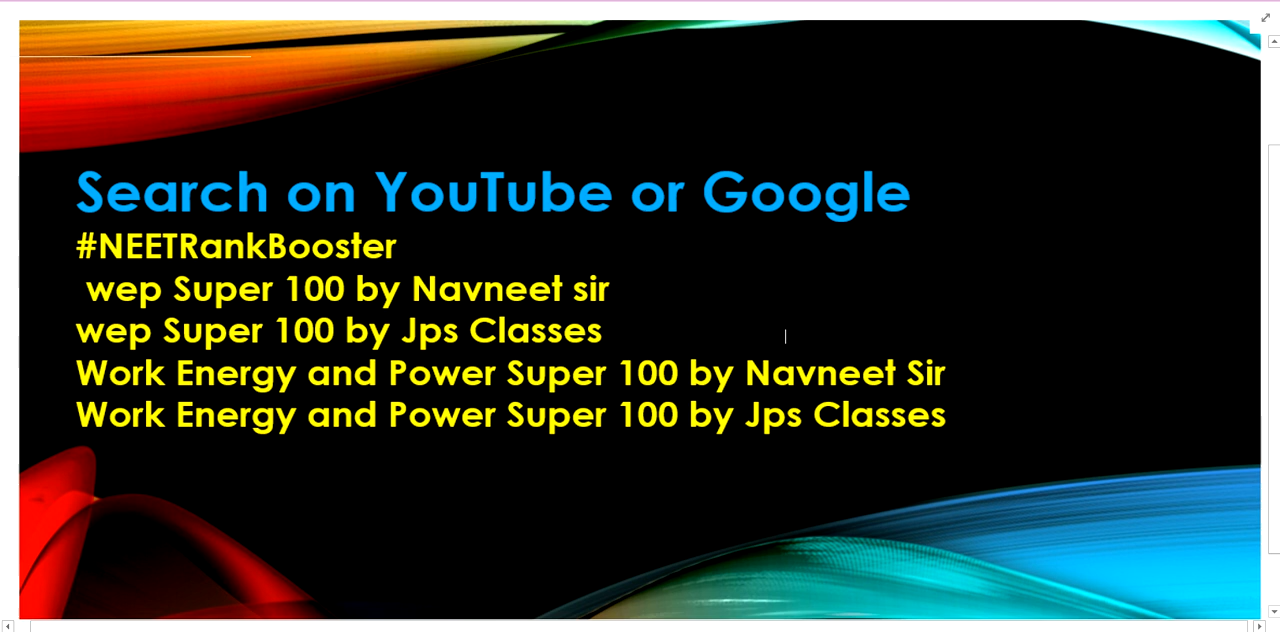 Search on YouTube or Google
#NEETRankBooster
wep Super 100 by Navneet sir
wep Super 100 by Jps Classes
Work Energy and Power Super 100 by Navneet Sir
Work Energy and Power Super 100 by Jps Classes